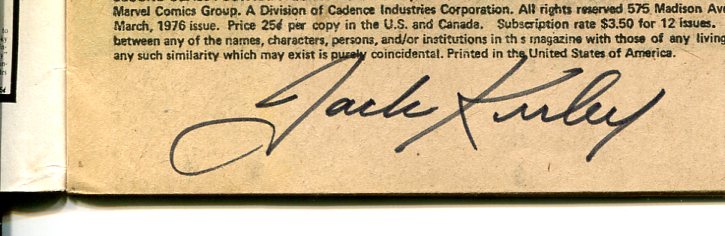 Marvel Comics Group, A Division of Cadence Industries Corporation. All rights reserved 575 Madison Ave
March, 1976 issue. Price 25¢ per copy in the U.S. and Canada. Subscription rate $3.50 for 12 issues.
between any of the names, characters, persons, and/or institutions in th s magazine with those of any living
any such similarity which may exist is purely coincidental. Printed in the United States of America.
Jack Kirby